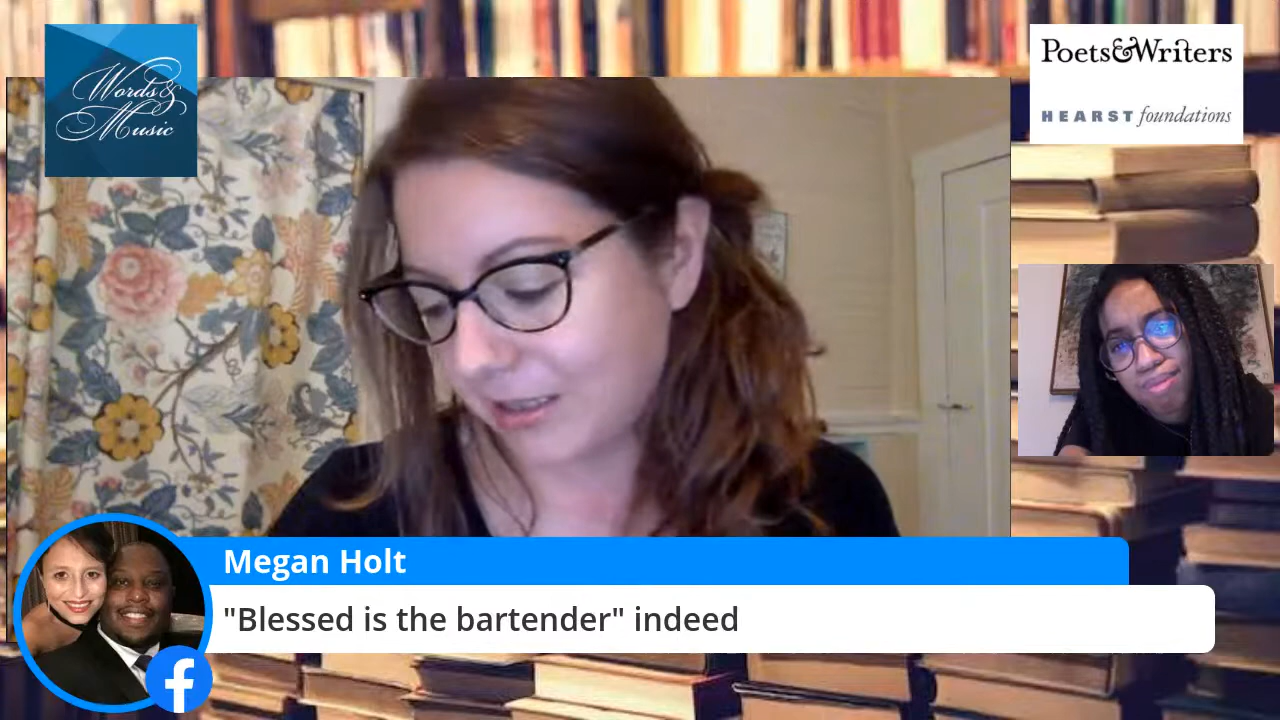 Words &
Music
Poets & Writers
HEARST foundations
Megan Holt
"Blessed is the bartender" indeed